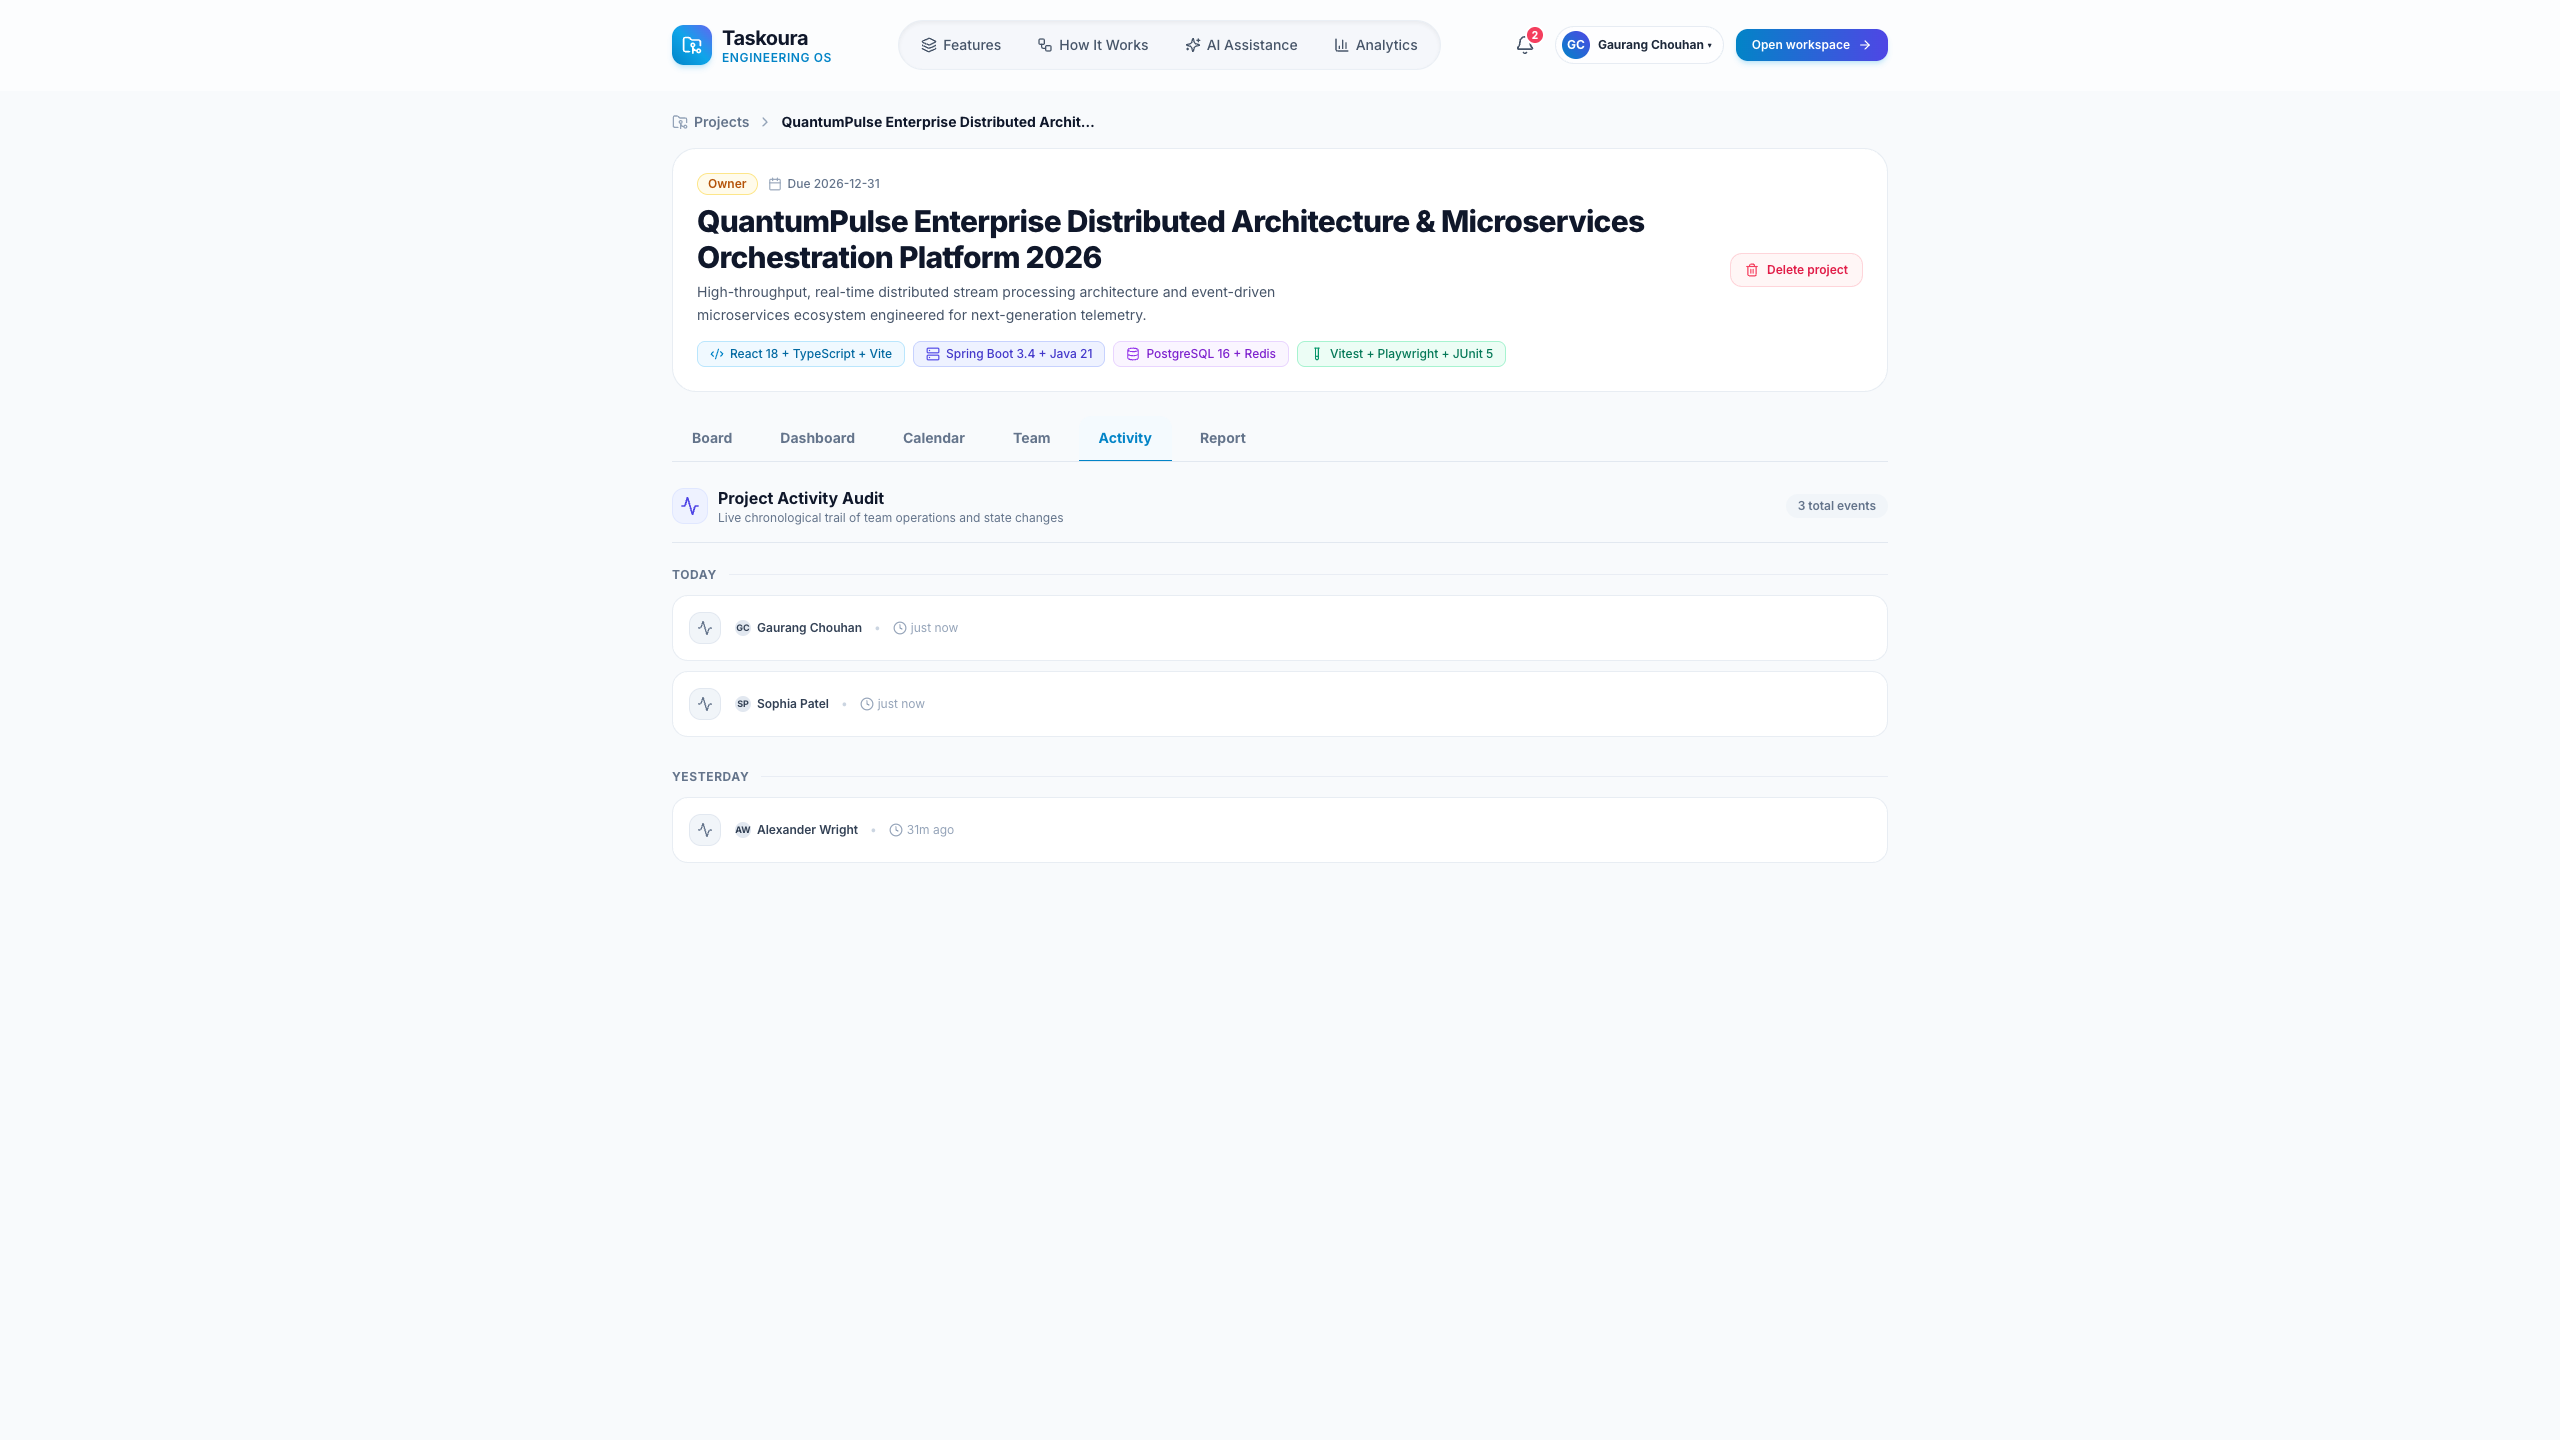 Taskoura
ENGINEERING OS
Features
How It Works
AI Assistance
Analytics
2
GC
Gaurang Chouhan
Open workspace
Projects
QuantumPulse Enterprise Distributed Archit...
Owner
Due 2026-12-31
QuantumPulse Enterprise Distributed Architecture & Microservices
Orchestration Platform 2026
Delete project
High-throughput, real-time distributed stream processing architecture and event-driven
microservices ecosystem engineered for next-generation telemetry.
React 18 + TypeScript + Vite
Spring Boot 3.4 + Java 21
PostgreSQL 16 + Redis
Vitest + Playwright + JUnit 5
Board
Dashboard
Calendar
Team
Activity
Report
Project Activity Audit
Live chronological trail of team operations and state changes
3 total events
TODAY
GC Gaurang Chouhan • just now
SP Sophia Patel • just now
YESTERDAY
AW Alexander Wright • 31m ago